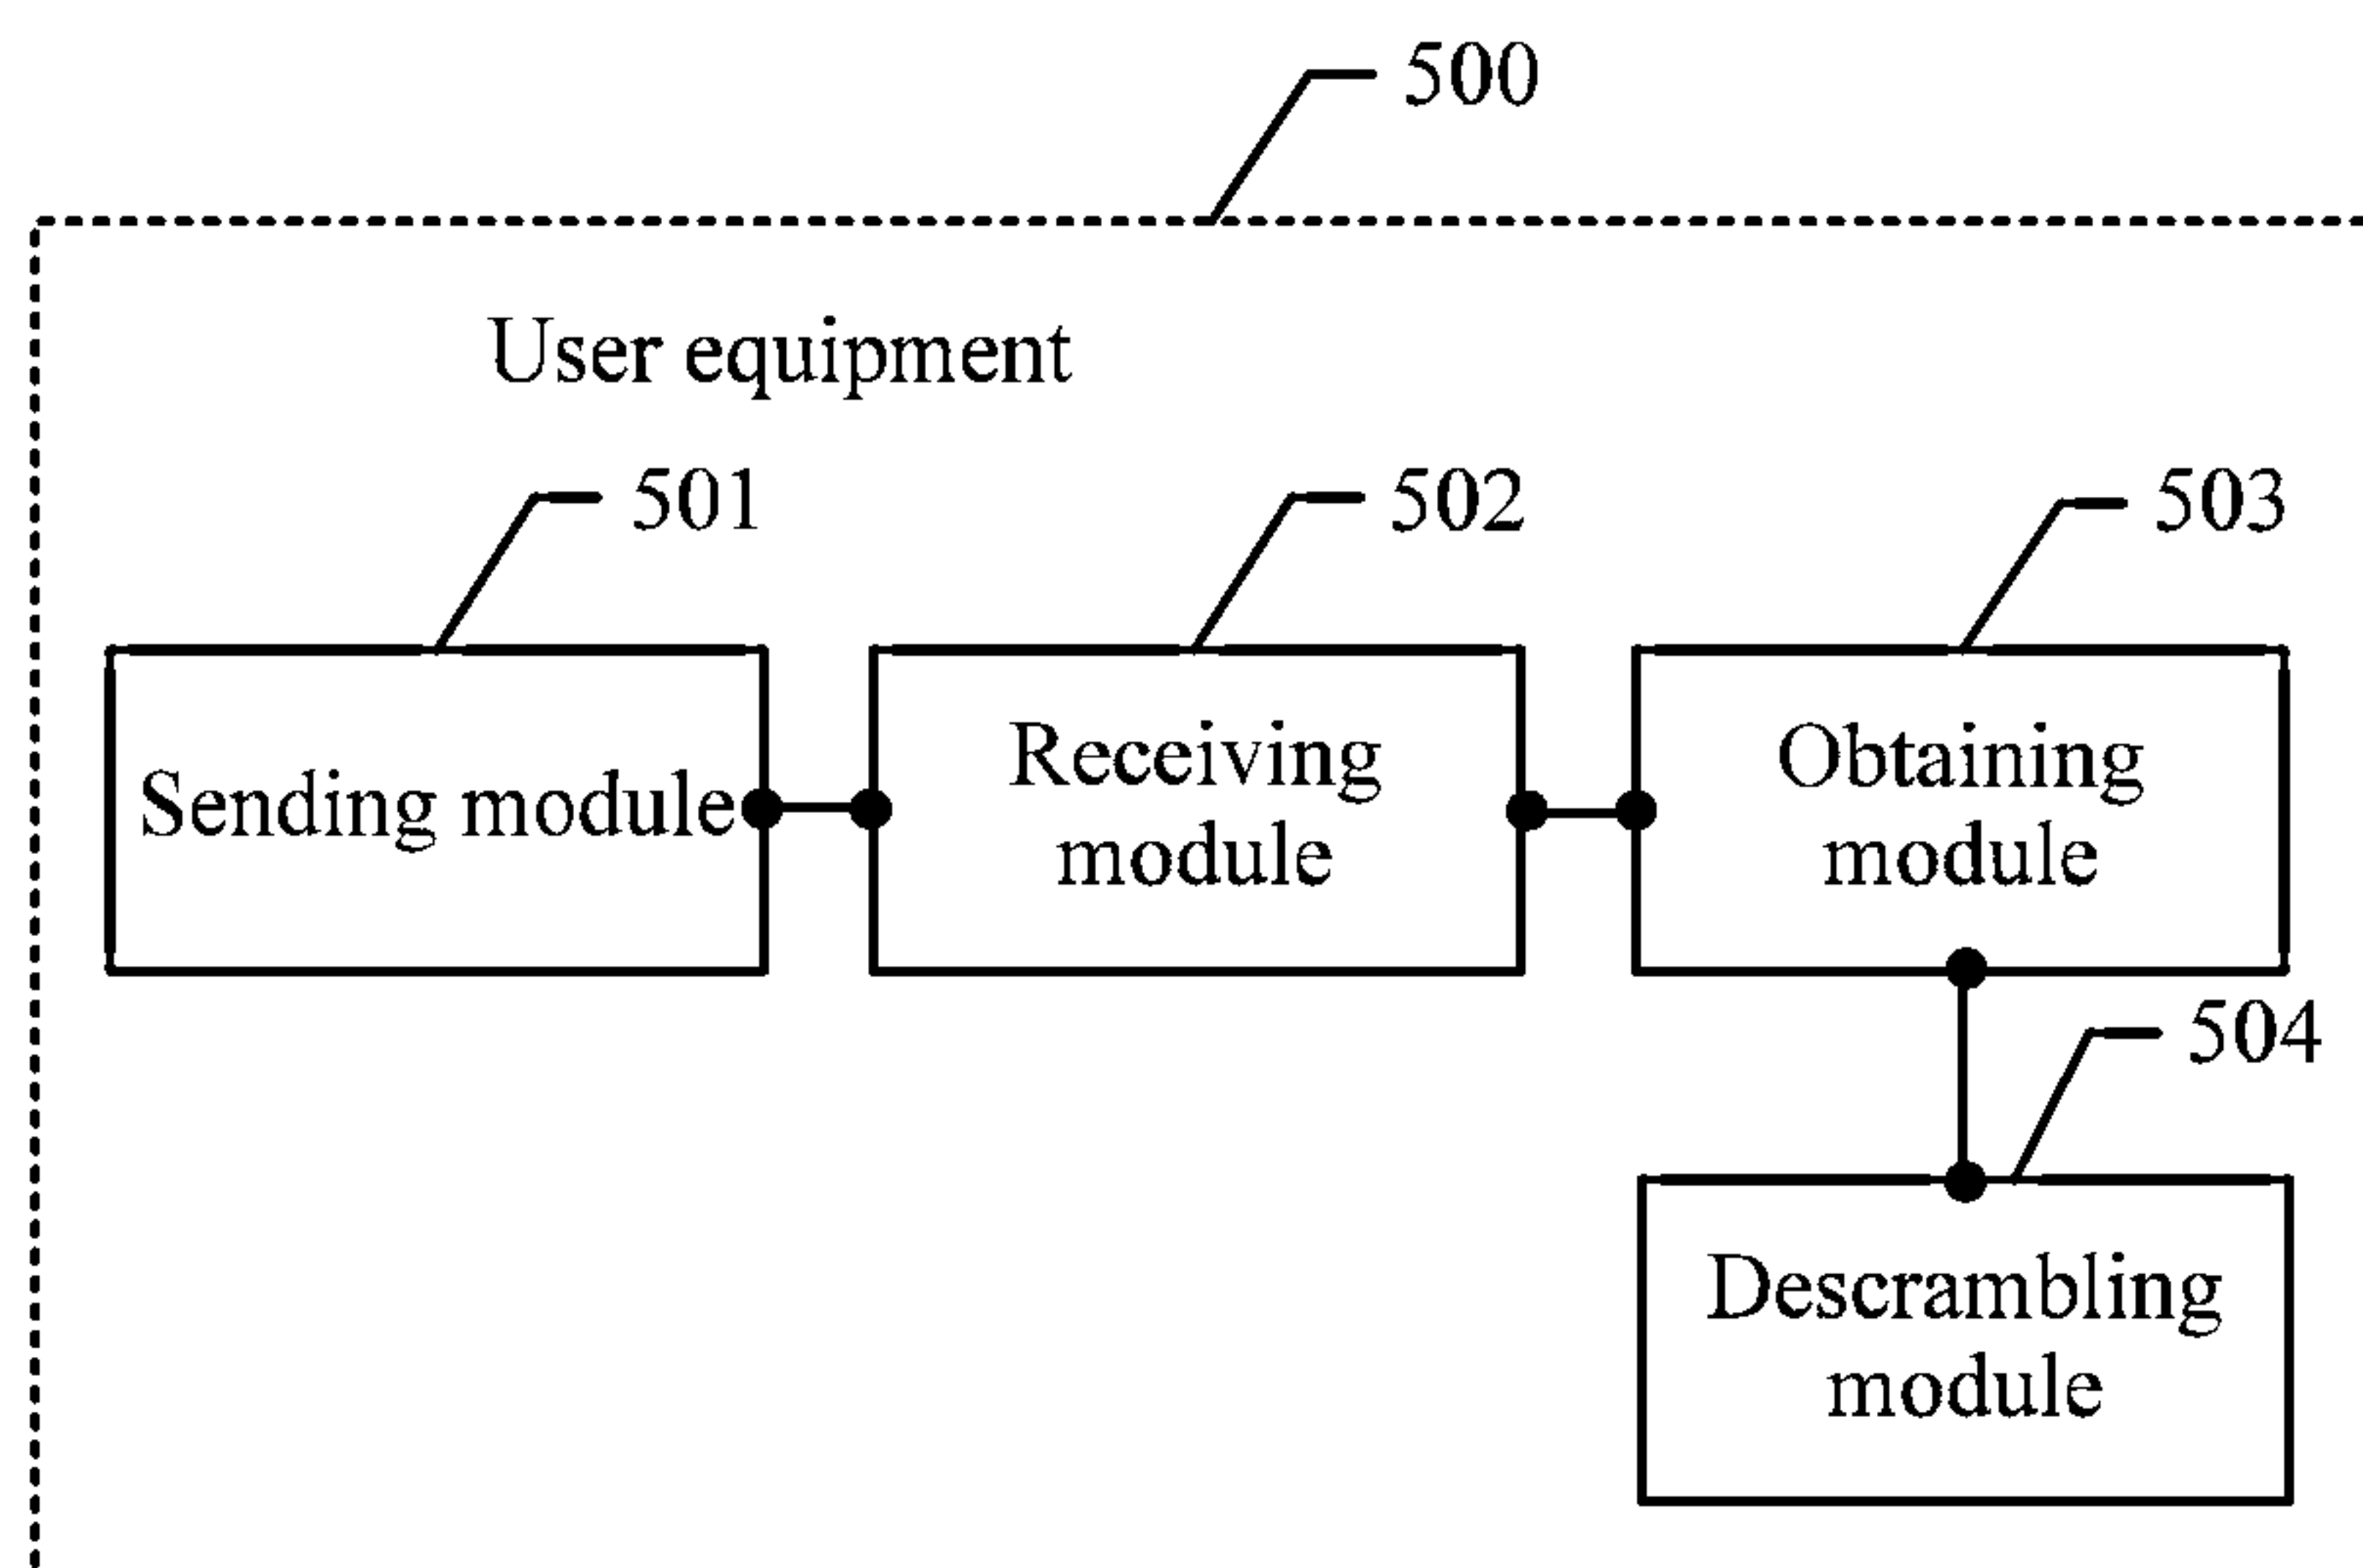 500
User equipment
501
502
503
Sending module
Receiving
module
Obtaining
module
504
Descrambling
module